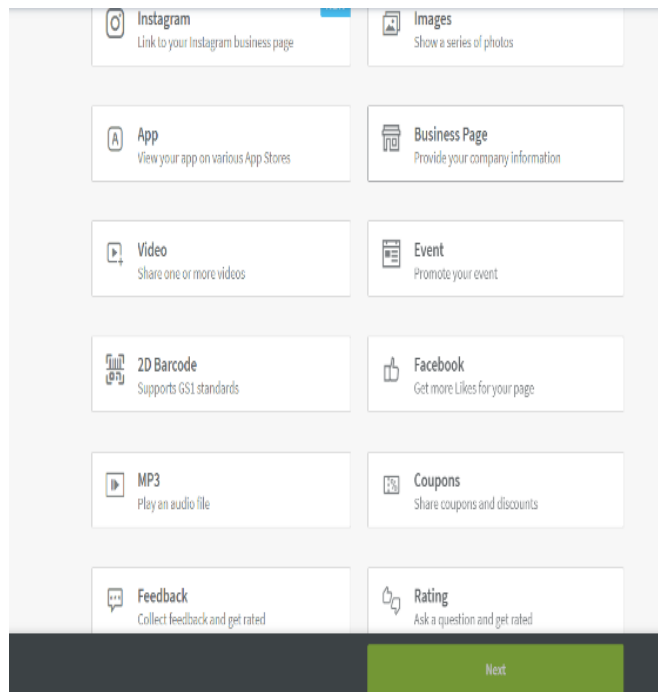 Instagram
Link to your Instagram business page
Images
Show a series of photos
App
View your app on various App Stores
Business Page
Provide your company information
Video
Share one or more videos
Event
Promote your event
2D Barcode
Supports GS1 standards
Facebook
Get more Likes for your page
MP3
Play an audio file
Coupons
Share coupons and discounts
Feedback
Collect feedback and get rated
Rating
Ask a question and get rated
Next